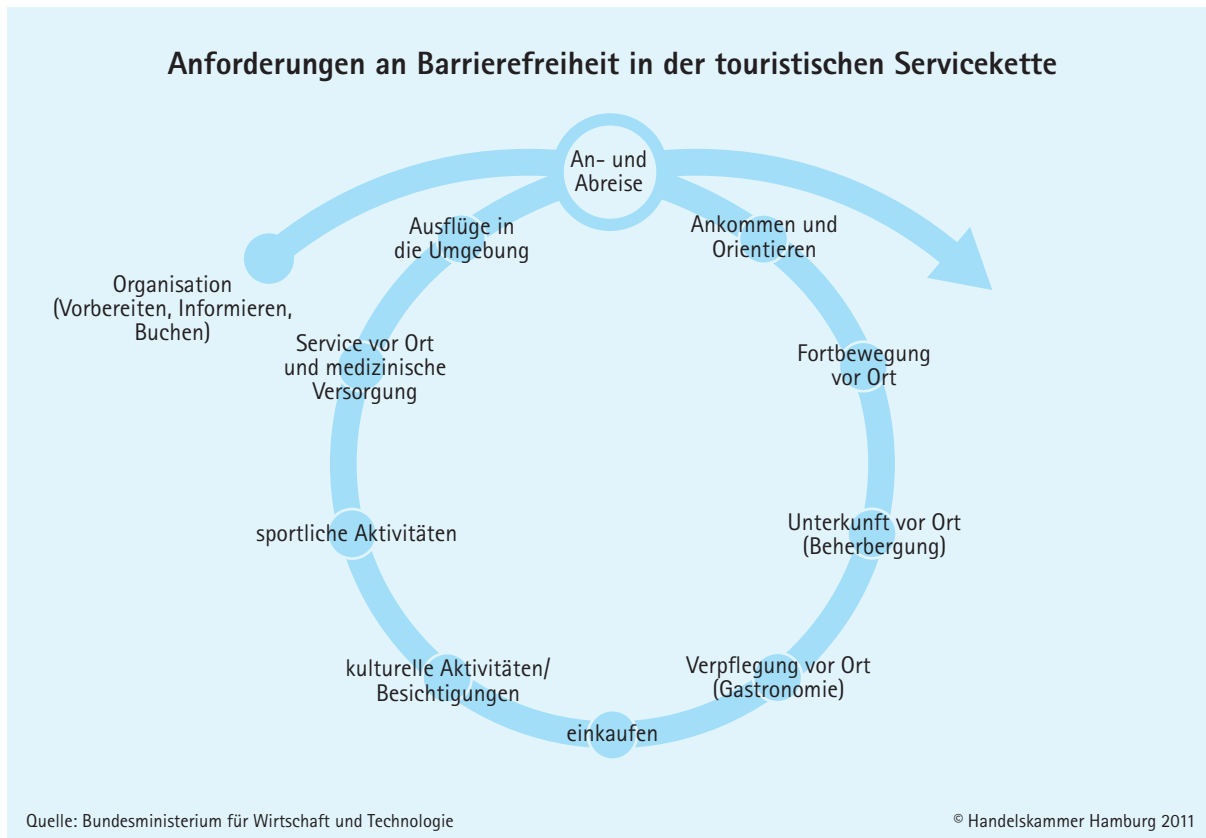 Anforderungen an Barrierefreiheit in der touristischen Servicekette
An- und
Abreise
Ankommen und
Orientieren
Fortbewegung
vor Ort
Unterkunft vor Ort
(Beherbergung)
Verpflegung vor Ort
(Gastronomie)
einkaufen
kulturelle Aktivitäten/
Besichtigungen
sportliche Aktivitäten
Service vor Ort
und medizinische
Versorgung
Ausflüge in
die Umgebung
Organisation
(Vorbereiten, Informieren,
Buchen)
Quelle: Bundesministerium für Wirtschaft und Technologie
© Handelskammer Hamburg 2011